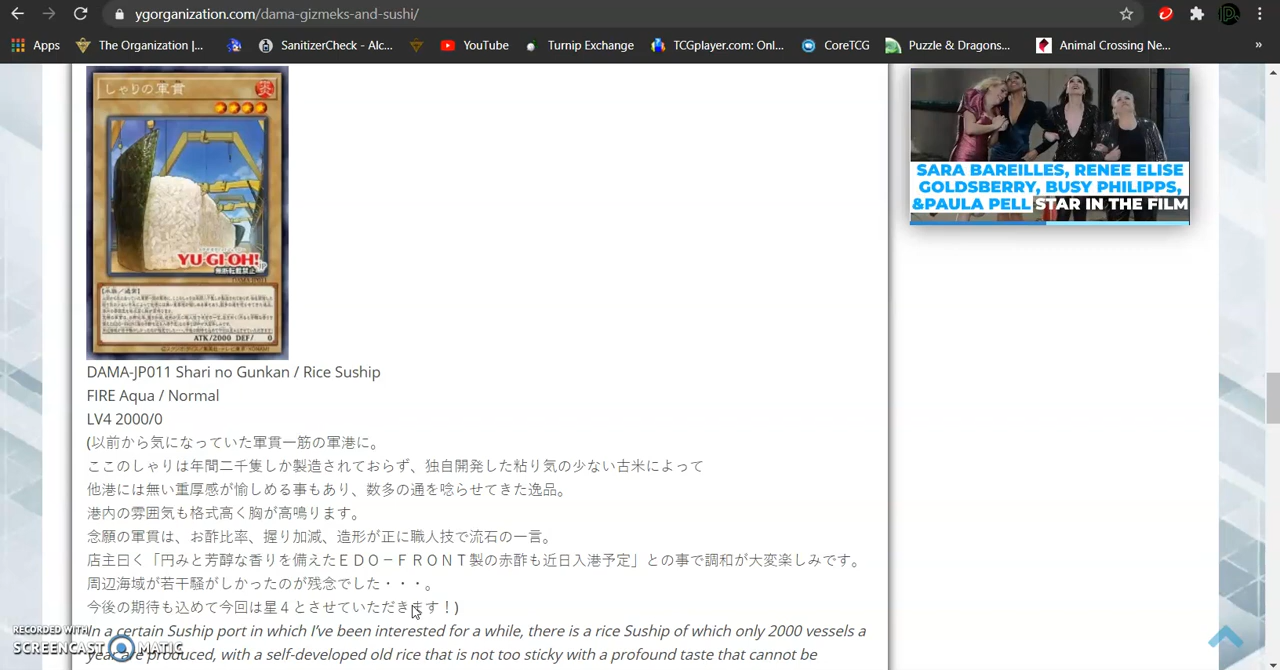 ygorganization.com/dama-gizmeks-and-sushi/
Apps
The Organization |...
SanitizerCheck - Alc...
YouTube
Turnip Exchange
TCGplayer.com: Onl...
CoreTCG
Puzzle & Dragons...
Animal Crossing Ne...
»
しゃりの軍貫
炎
YU-GI-OH!
無断転載禁止
ATK/2000 DEF/ 0
SARA BAREILLES, RENEE ELISE
GOLDSBERRY, BUSY PHILIPPS,
&PAULA PELL STAR IN THE FILM
DAMA-JP011 Shari no Gunkan / Rice Suship
FIRE Aqua / Normal
LV4 2000/0
(以前から気になっていた軍貫一筋の軍港に。
ここのしゃりは年間二千隻しか製造されておらず、独自開発した粘り気の少ない古米によって
他港には無い重厚感が愉しめる事もあり、数多の通を唸らせてきた逸品。
港内の雰囲気も格式高く胸が高鳴ります。
念願の軍貫は、お酢比率、握り加減、造形が正に職人技で流石の一言。
店主曰く「円みと芳醇な香りを備えたＥＤＯ－ＦＲＯＮＴ製の赤酢も近日入港予定」との事で調和が大変楽しみです。
周辺海域が若干騒がしかったのが残念でした・・・。
今後の期待も込めて今回は星４とさせていただきます！)
In a certain Suship port in which I've been interested for a while, there is a rice Suship of which only 2000 vessels a
year are produced, with a self-developed old rice that is not too sticky with a profound taste that cannot be
RECORDED WITH
SCREENCAST MATIC